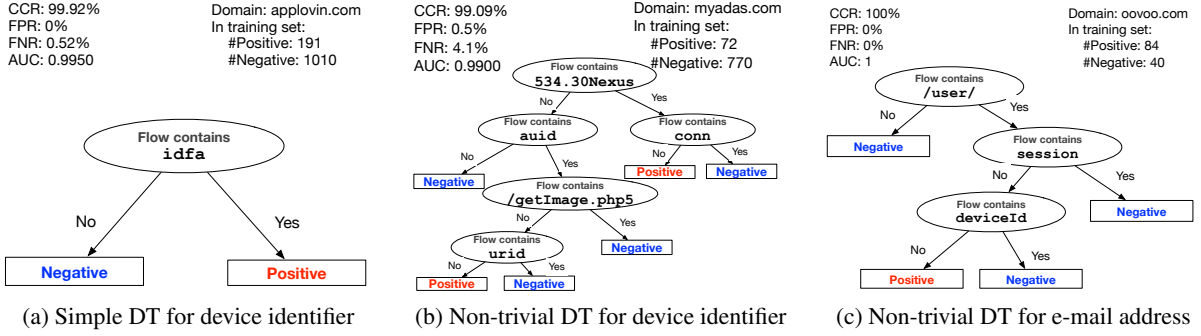 CCR: 99.92%
FPR: 0%
FNR: 0.52%
AUC: 0.9950
Domain: applovin.com
In training set:
#Positive: 191
#Negative: 1010
Flow contains
idfa
No
Yes
Negative
Positive
(a) Simple DT for device identifier
CCR: 99.09%
FPR: 0.5%
FNR: 4.1%
AUC: 0.9900
Domain: myadas.com
In training set:
#Positive: 72
#Negative: 770
Flow contains
534.30Nexus
No
Yes
Flow contains
auid
Flow contains
conn
No
Yes
No
Yes
Negative
Positive
Negative
Flow contains
/getImage.php5
No
Yes
Flow contains
urid
Negative
No
Yes
Positive
Negative
(b) Non-trivial DT for device identifier
CCR: 100%
FPR: 0%
FNR: 0%
AUC: 1
Domain: oovoo.com
In training set:
#Positive: 84
#Negative: 40
Flow contains
/user/
No
Yes
Negative
Flow contains
session
No
Yes
Flow contains
deviceId
Negative
No
Yes
Positive
Negative
(c) Non-trivial DT for e-mail address